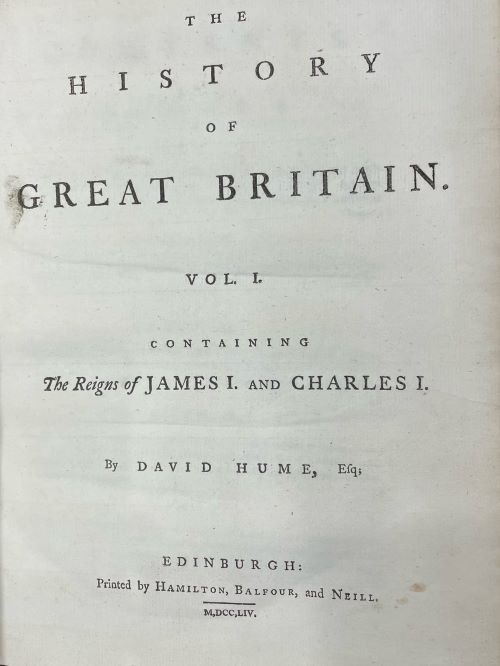 THE
HISTORY
OF
GREAT BRITAIN.
VOL. I.
CONTAINING
The Reigns of JAMES I. AND CHARLES I.
By DAVID HUME, Eſq;
EDINBURGH:
Printed by HAMILTON, BALFOUR, and NEILL.
M,DCC,LIV.